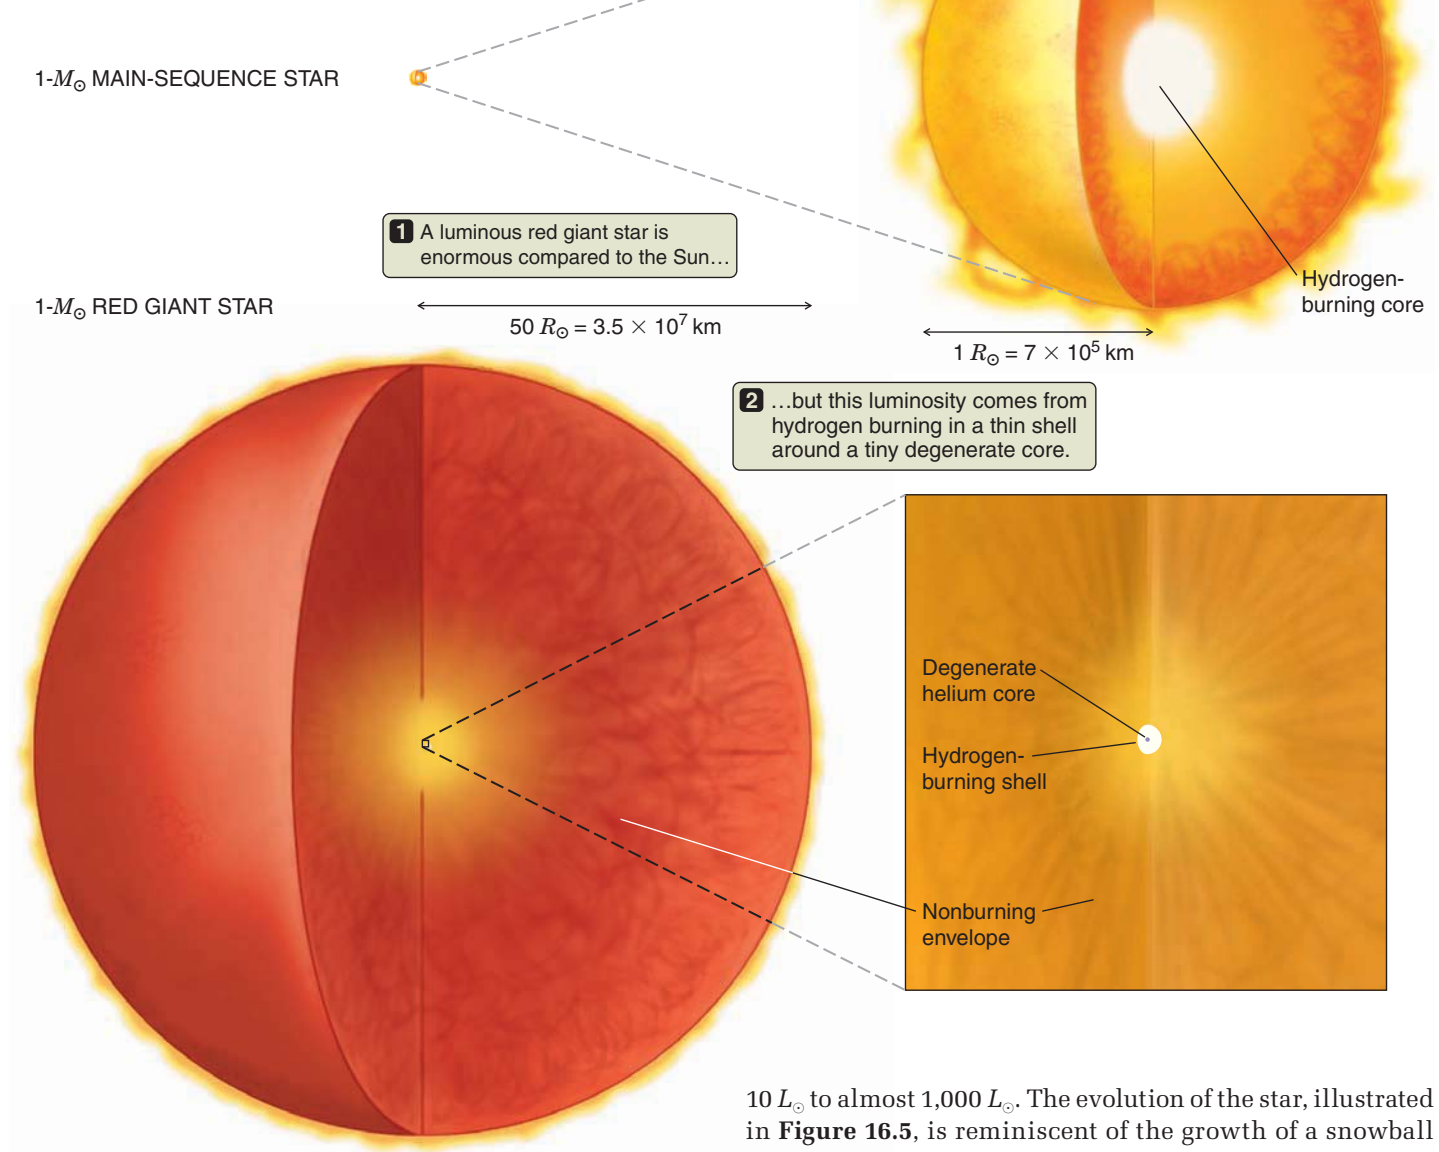 1-M☉ MAIN-SEQUENCE STAR
1 A luminous red giant star is
enormous compared to the Sun…
Hydrogen-
burning core
1-M☉ RED GIANT STAR
50 R☉ = 3.5 × 10⁷ km
1 R☉ = 7 × 10⁵ km
2 …but this luminosity comes from
hydrogen burning in a thin shell
around a tiny degenerate core.
Degenerate
helium core
Hydrogen-
burning shell
Nonburning
envelope
10 L☉ to almost 1,000 L☉. The evolution of the star, illustrated
in Figure 16.5, is reminiscent of the growth of a snowball